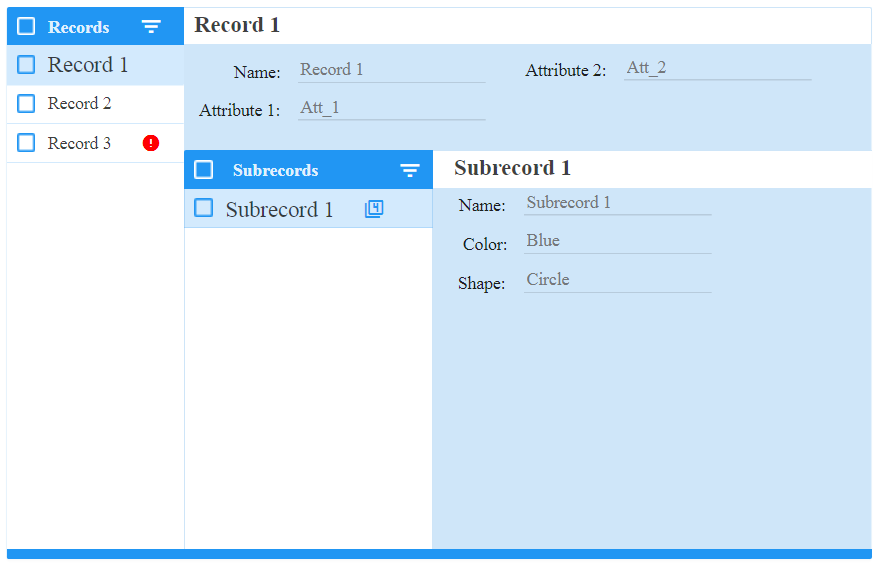 Records
Record 1
Record 2
Record 3
Record 1
Name: Record 1
Attribute 2: Att_2
Attribute 1: Att_1
Subrecords
Subrecord 1
4
Subrecord 1
Name: Subrecord 1
Color: Blue
Shape: Circle